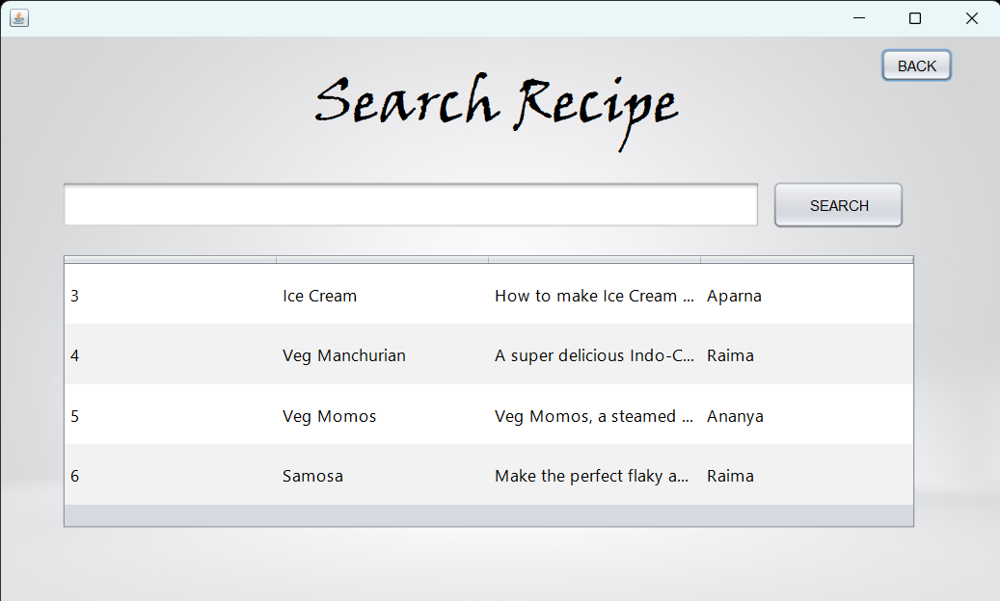 BACK
Search Recipe
SEARCH
3 Ice Cream How to make Ice Cream ... Aparna
4 Veg Manchurian A super delicious Indo-C... Raima
5 Veg Momos Veg Momos, a steamed ... Ananya
6 Samosa Make the perfect flaky a... Raima